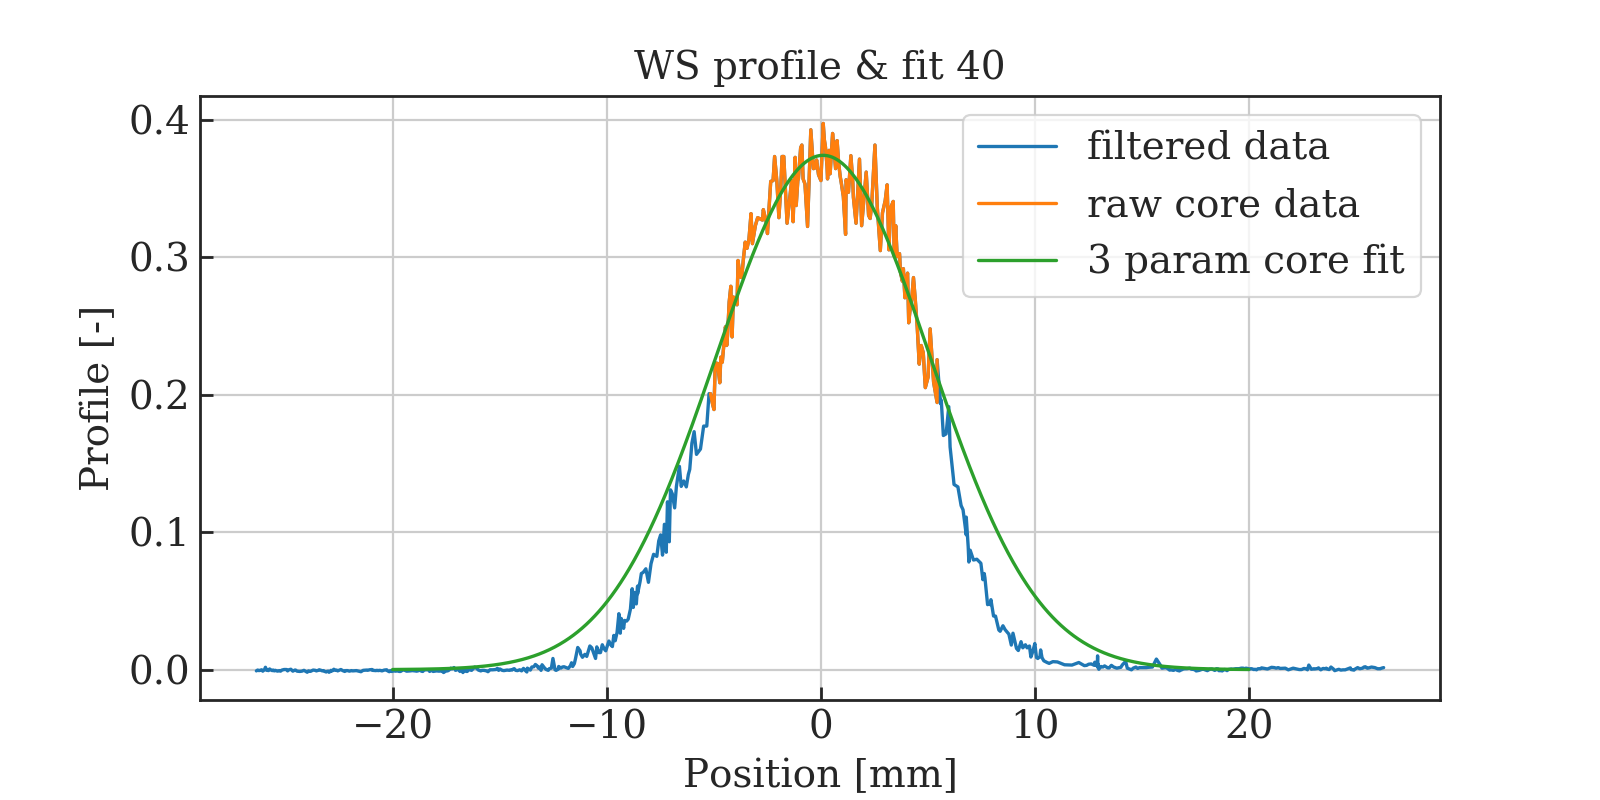 WS profile & fit 40
0.4
0.3
0.2
0.1
0.0
Profile [-]
filtered data
raw core data
3 param core fit
−20
−10
0
10
20
Position [mm]